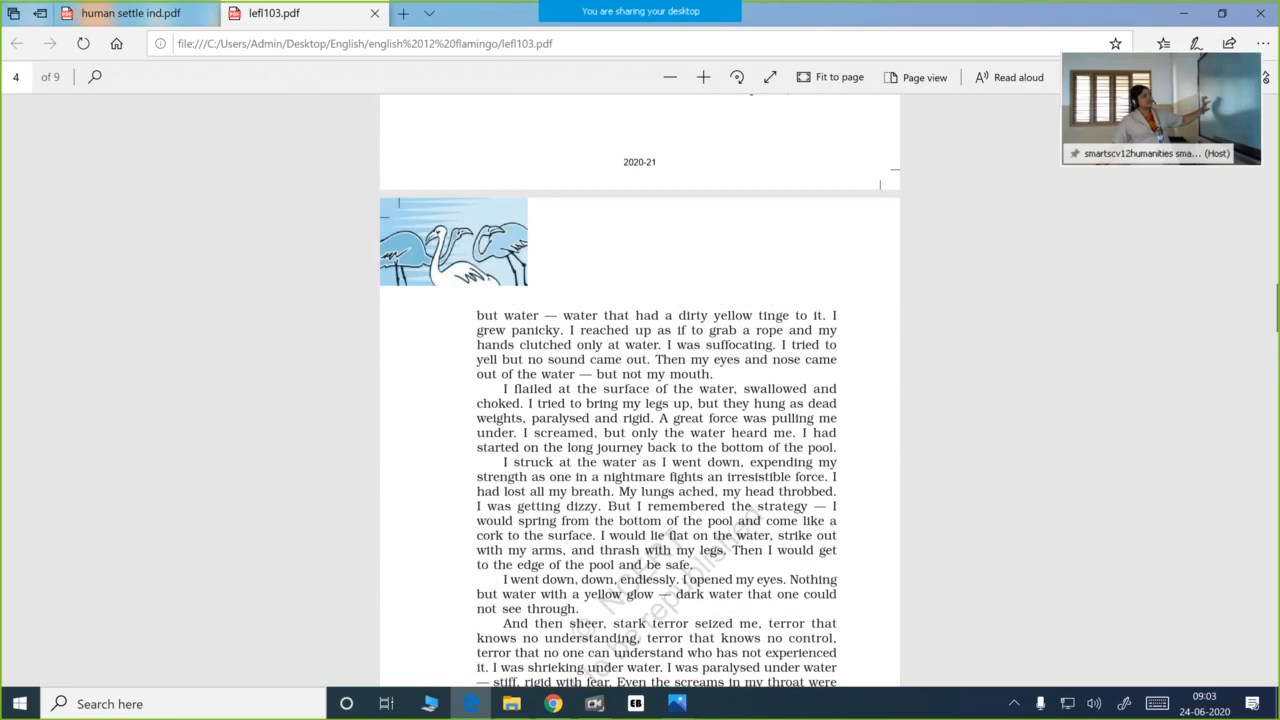 human settle ind.pdf
lefl103.pdf
You are sharing your desktop
file:///C:/Users/Admin/Desktop/English/english%2012%20flamingo/lefl103.pdf
4 of 9
Fit to page
Page view
Read aloud
smartscv12humanities sma... (Host)
2020-21
but water — water that had a dirty yellow tinge to it. I
grew panicky. I reached up as if to grab a rope and my
hands clutched only at water. I was suffocating. I tried to
yell but no sound came out. Then my eyes and nose came
out of the water — but not my mouth.
I flailed at the surface of the water, swallowed and
choked. I tried to bring my legs up, but they hung as dead
weights, paralysed and rigid. A great force was pulling me
under. I screamed, but only the water heard me. I had
started on the long journey back to the bottom of the pool.
I struck at the water as I went down, expending my
strength as one in a nightmare fights an irresistible force. I
had lost all my breath. My lungs ached, my head throbbed.
I was getting dizzy. But I remembered the strategy — I
would spring from the bottom of the pool and come like a
cork to the surface. I would lie flat on the water, strike out
with my arms, and thrash with my legs. Then I would get
to the edge of the pool and be safe.
I went down, down, endlessly. I opened my eyes. Nothing
but water with a yellow glow — dark water that one could
not see through.
And then sheer, stark terror seized me, terror that
knows no understanding, terror that knows no control,
terror that no one can understand who has not experienced
it. I was shrieking under water. I was paralysed under water
— stiff, rigid with fear. Even the screams in my throat were
© NCERT
to be republished
Type here to search
EB
09:03
24-06-2020